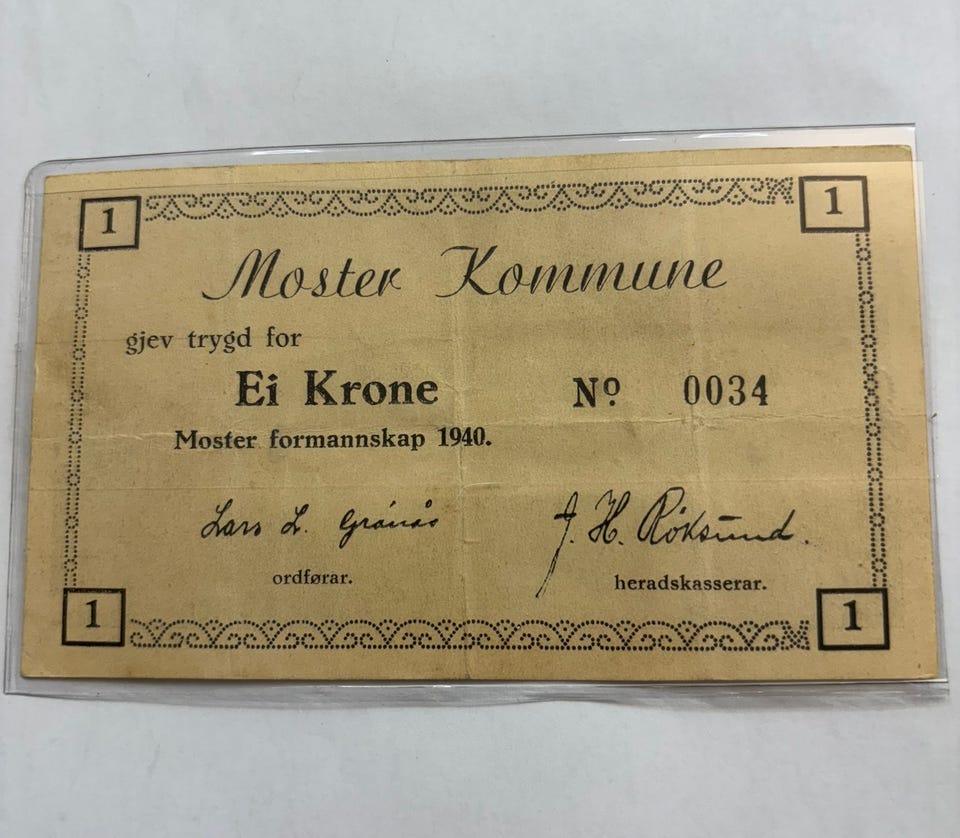 1 1
Moster Kommune
gjev trygd for
Ei Krone Nº 0034
Moster formannskap 1940.
Lars L. Grånås J. H. Røksund.
ordførar. heradskasserar.
1 1